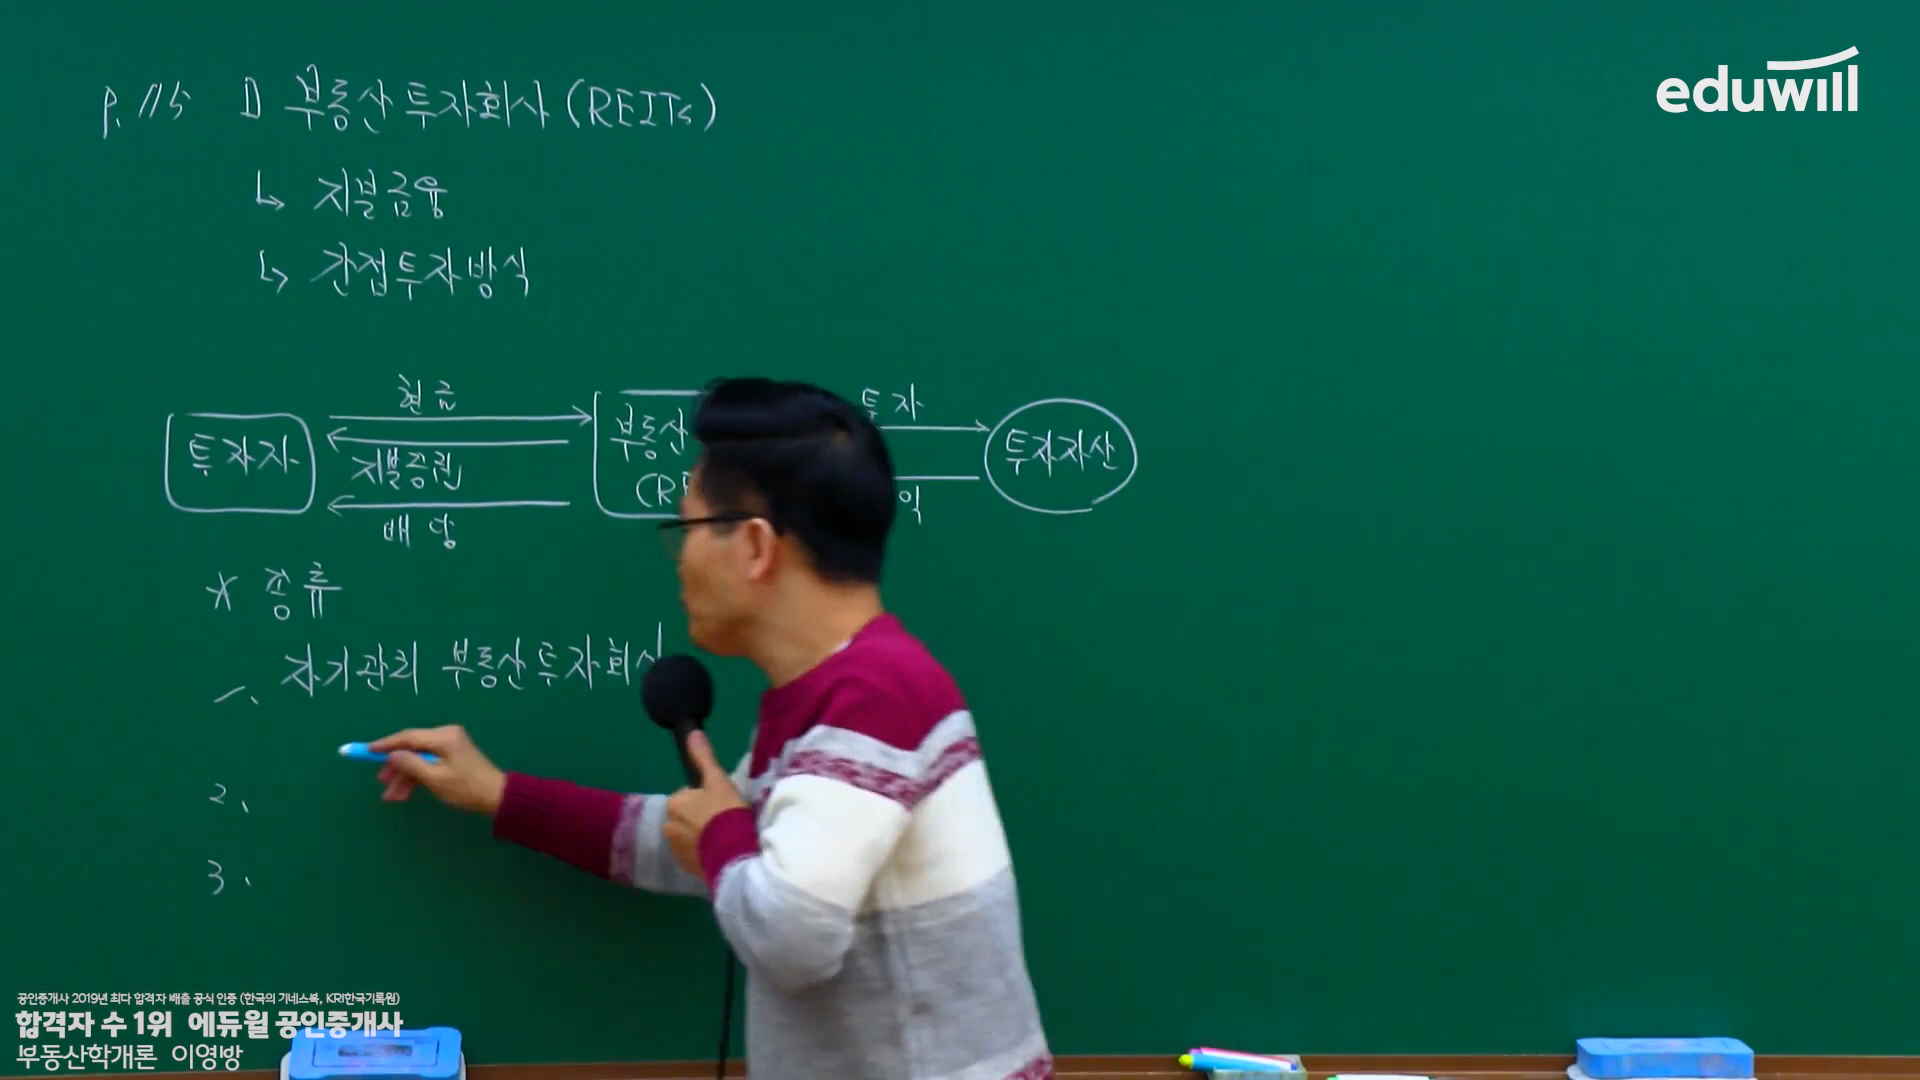 eduwill
p. 115 1) 부동산투자회사 (REITs)
↳ 지분금융
↳ 간접투자방식
현금
투자
투자자
부동산
투자자산
지분증권
(RE
익
배당
* 종류
1. 자기관리 부동산투자회사
2.
3.
공인중개사 2019년 최다 합격자 배출 공식 인증 (한국의 기네스북, KRI한국기록원)
합격자 수 1위 에듀윌 공인중개사
부동산학개론 이영방